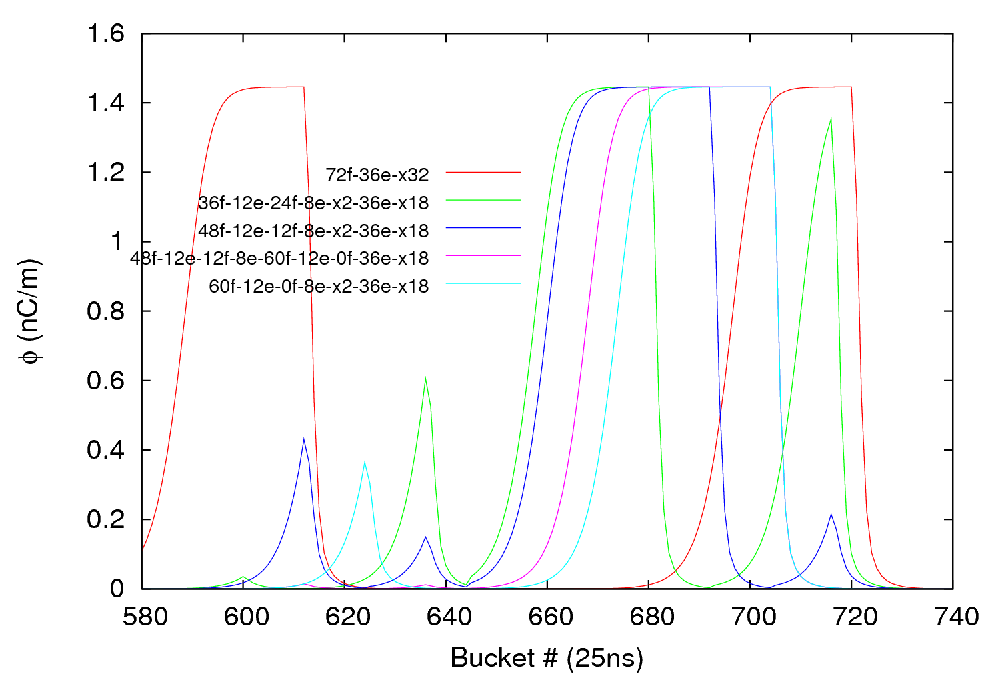 1.6
1.4
1.2
1
0.8
0.6
0.4
0.2
0
ϕ (nC/m)
72f-36e-x32
36f-12e-24f-8e-x2-36e-x18
48f-12e-12f-8e-x2-36e-x18
48f-12e-12f-8e-60f-12e-0f-36e-x18
60f-12e-0f-8e-x2-36e-x18
580 600 620 640 660 680 700 720 740
Bucket # (25ns)